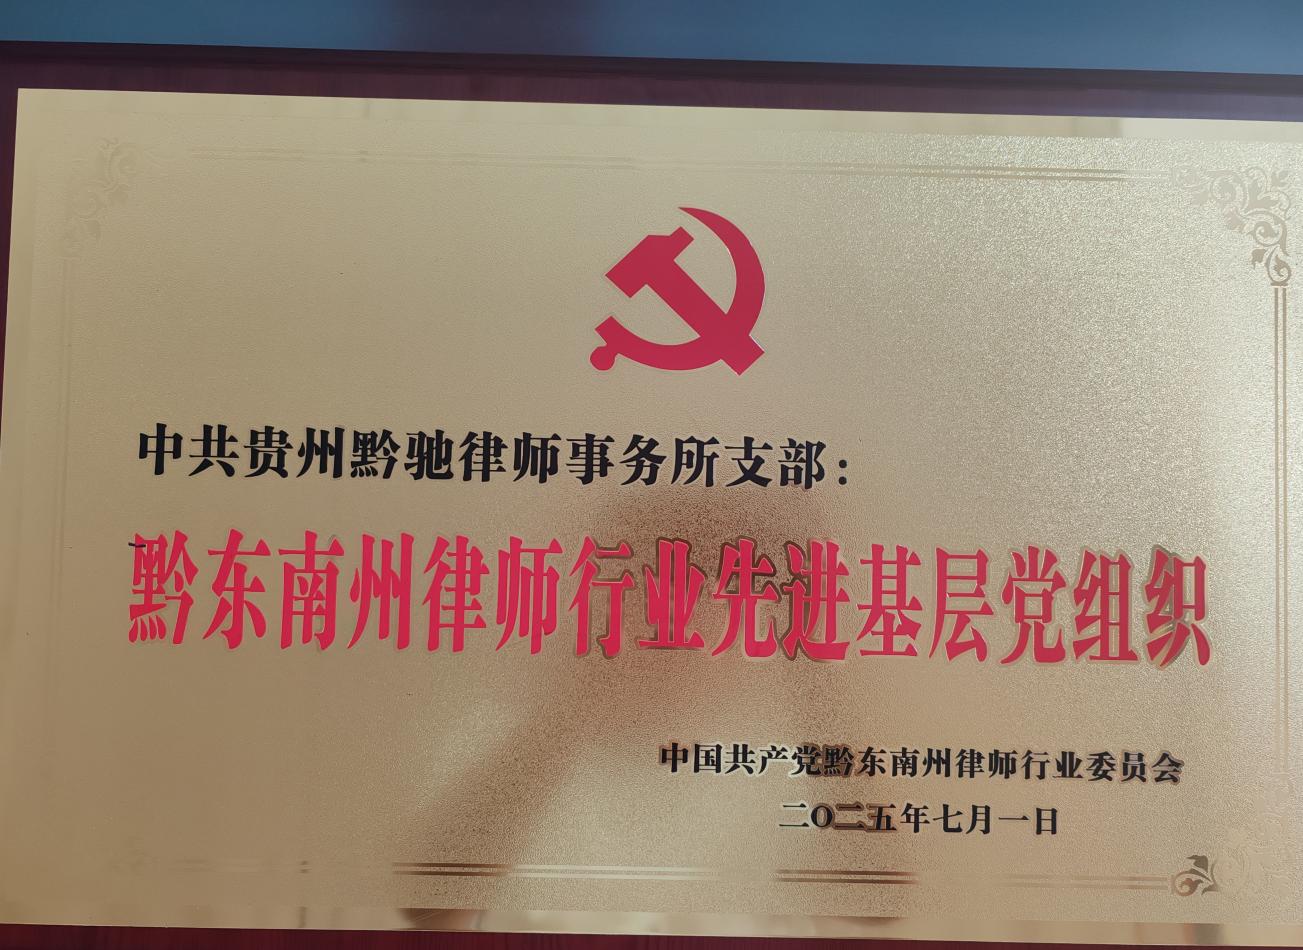 中共贵州黔驰律师事务所支部：
黔东南州律师行业先进基层党组织
中国共产党黔东南州律师行业委员会
二〇二五年七月一日